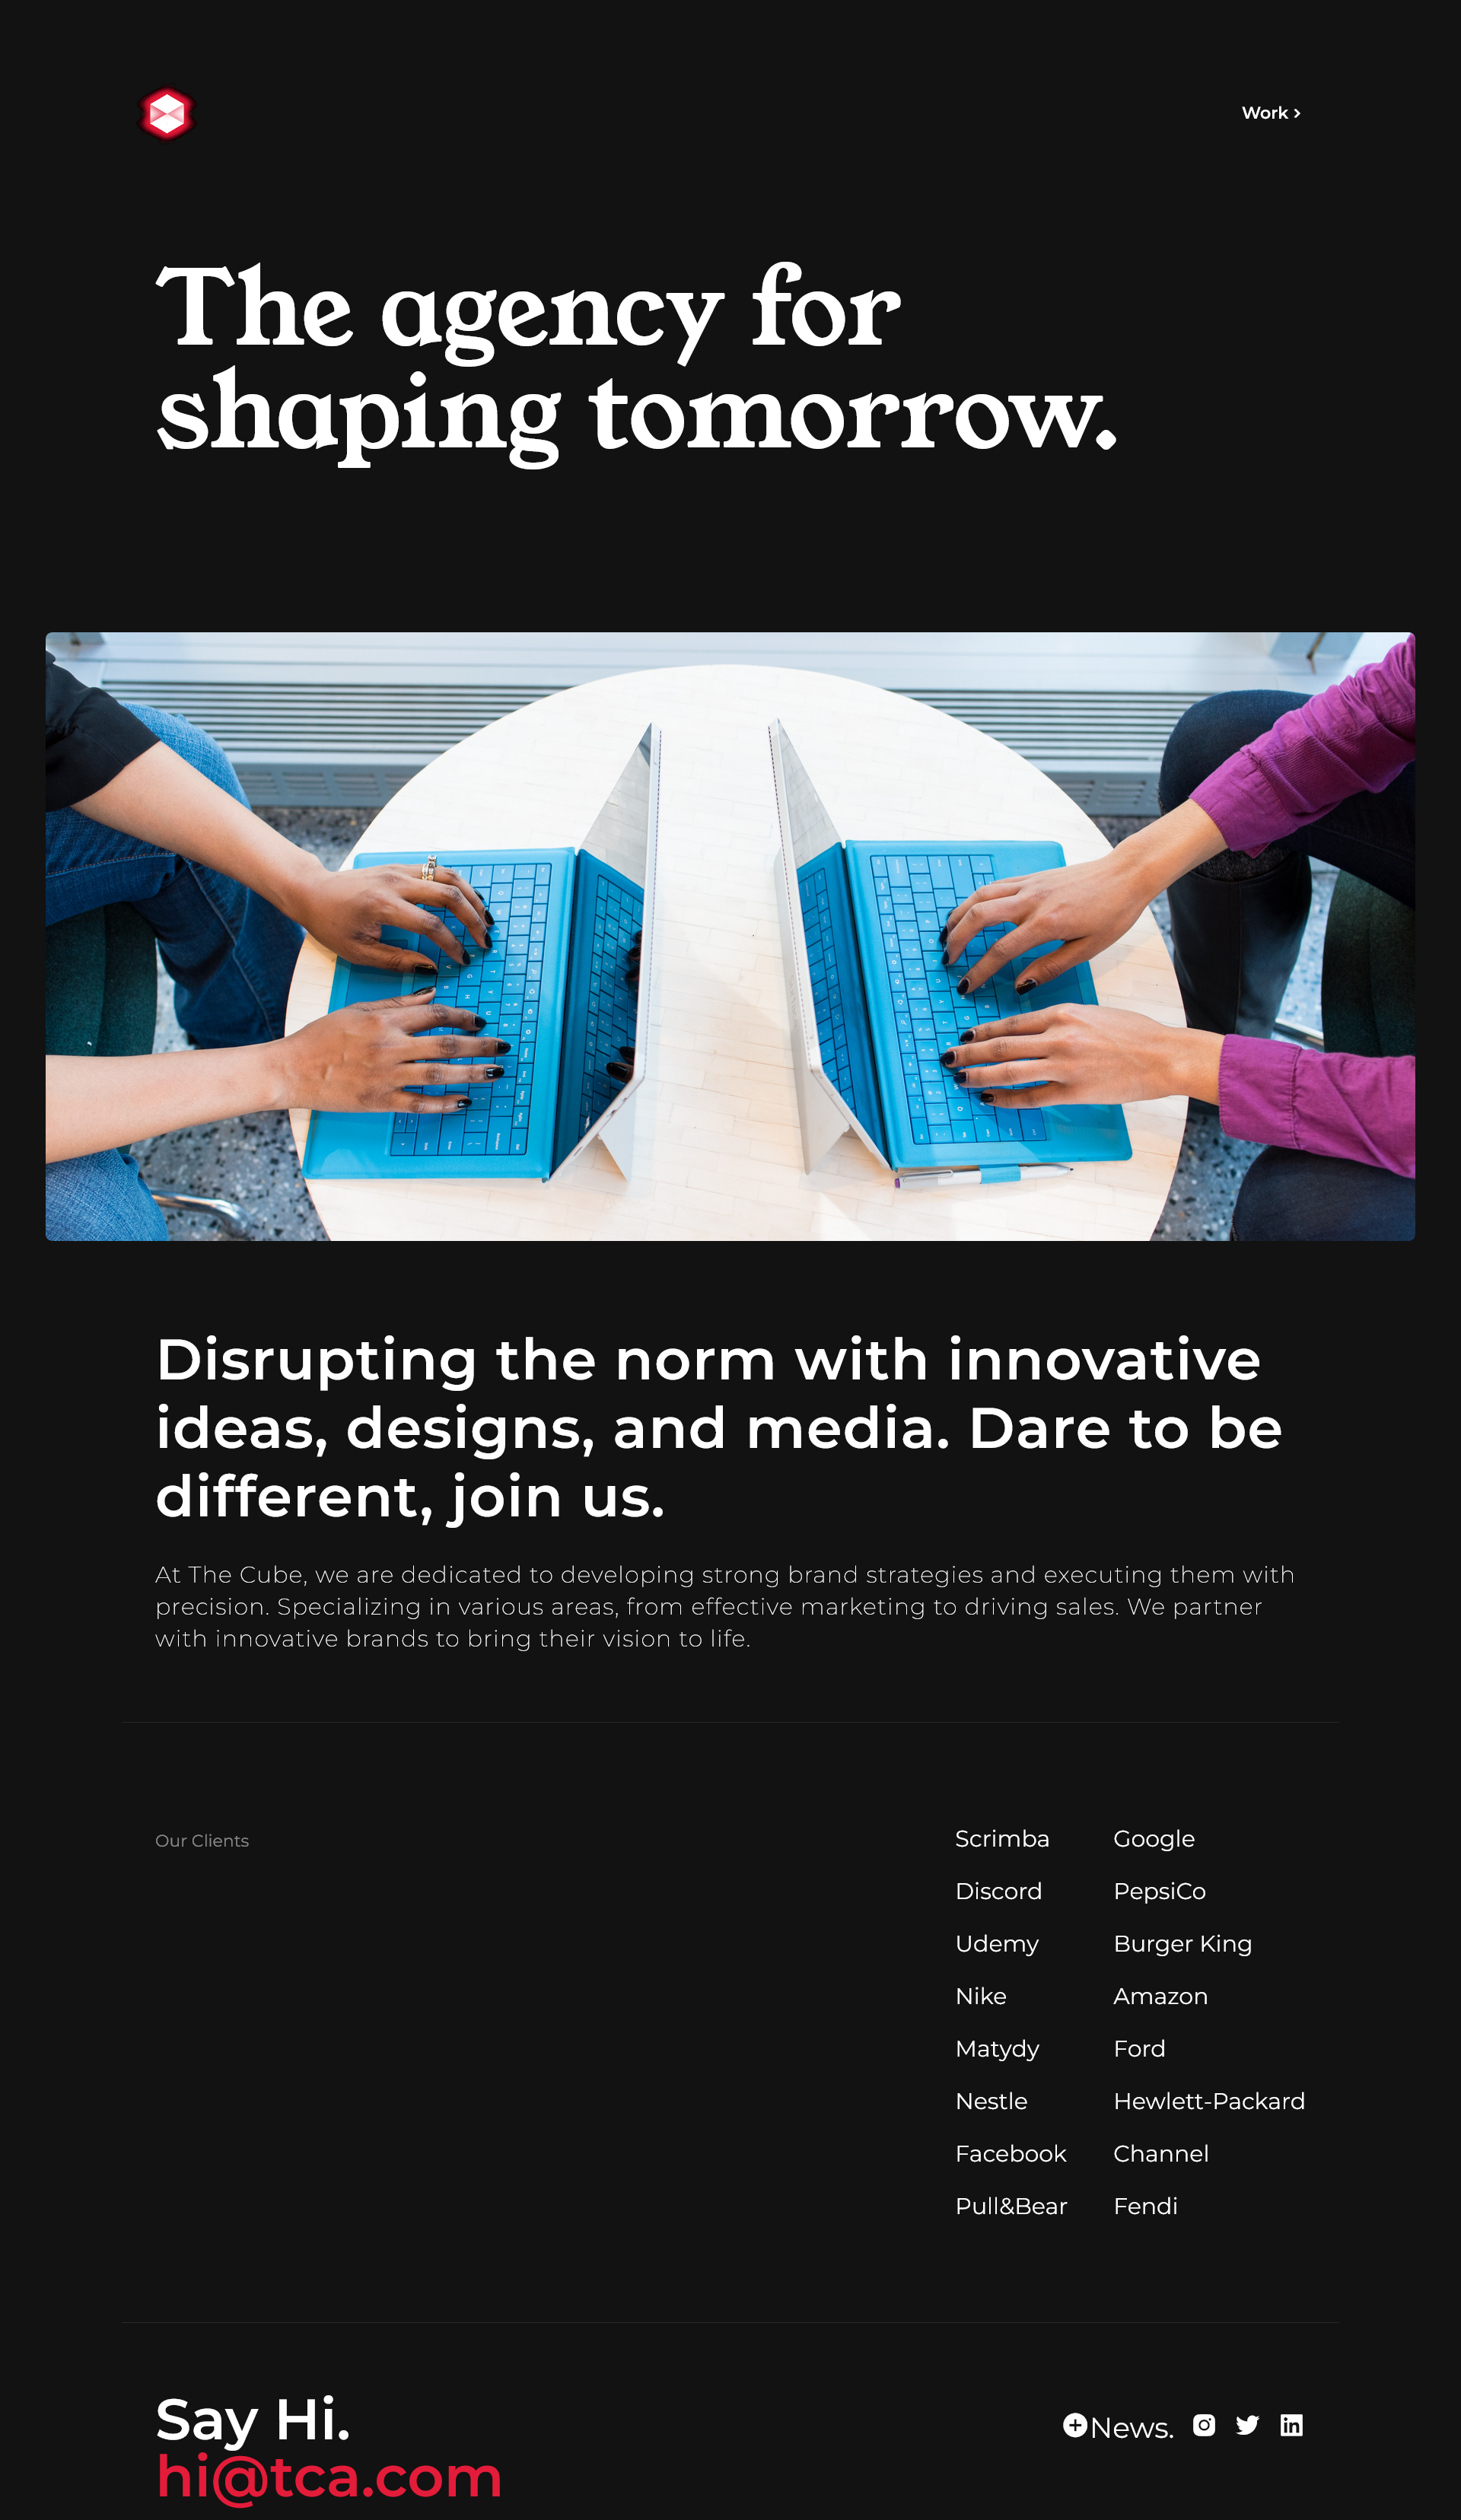 Work >
The agency for
shaping tomorrow.
Disrupting the norm with innovative
ideas, designs, and media. Dare to be
different, join us.
At The Cube, we are dedicated to developing strong brand strategies and executing them with
precision. Specializing in various areas, from effective marketing to driving sales. We partner
with innovative brands to bring their vision to life.
Our Clients
Scrimba
Discord
Udemy
Nike
Matydy
Nestle
Facebook
Pull&Bear
Google
PepsiCo
Burger King
Amazon
Ford
Hewlett-Packard
Channel
Fendi
Say Hi.
hi@tca.com
News.